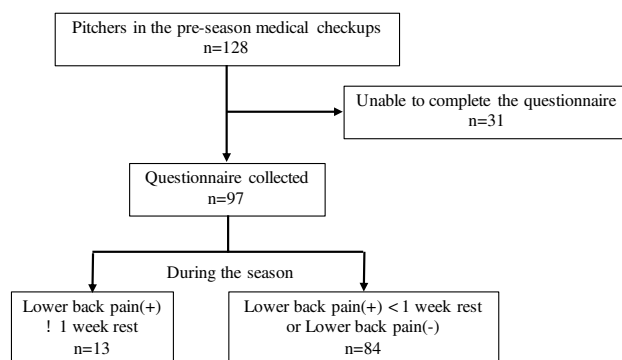 Pitchers in the pre-season medical checkups
n=128
Unable to complete the questionnaire
n=31
Questionnaire collected
n=97
During the season
Lower back pain(+)
! 1 week rest
n=13
Lower back pain(+) < 1 week rest
or Lower back pain(-)
n=84